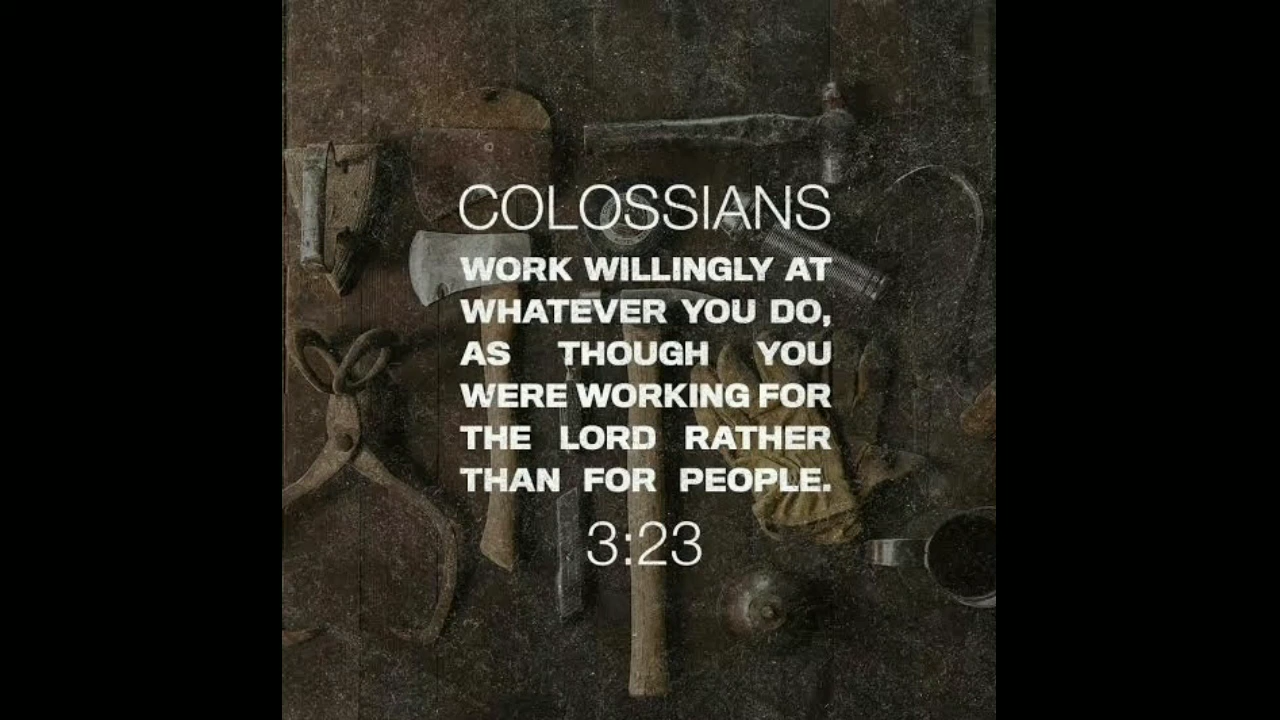 COLOSSIANS
WORK WILLINGLY AT
WHATEVER YOU DO,
AS THOUGH YOU
WERE WORKING FOR
THE LORD RATHER
THAN FOR PEOPLE.
3:23